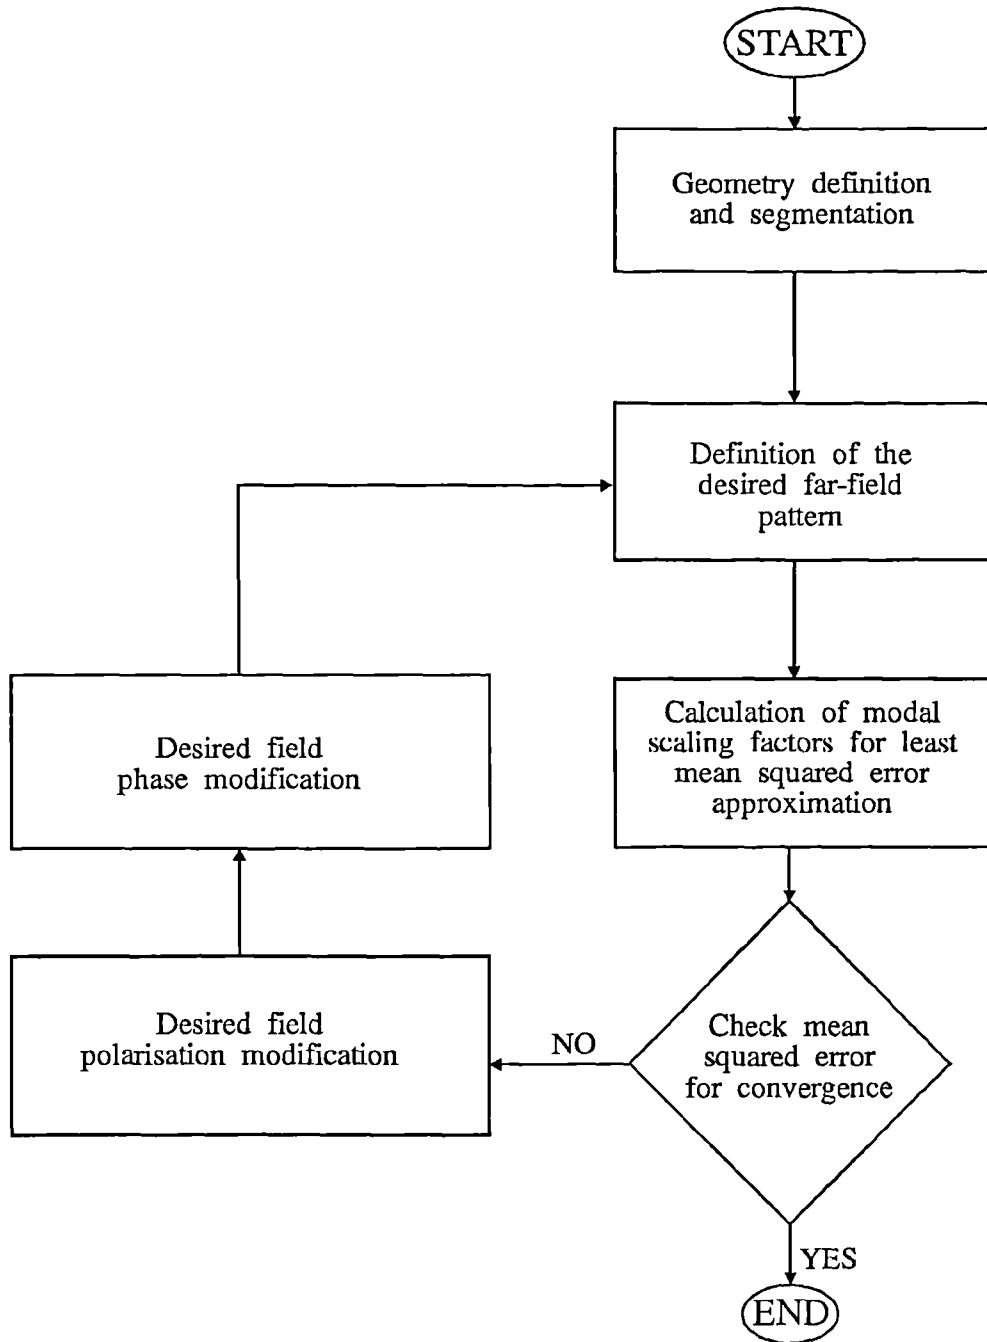 START
Geometry definition
and segmentation
Definition of the
desired far-field
pattern
Calculation of modal
scaling factors for least
mean squared error
approximation
Check mean
squared error
for convergence
NO
Desired field
polarisation modification
Desired field
phase modification
YES
END